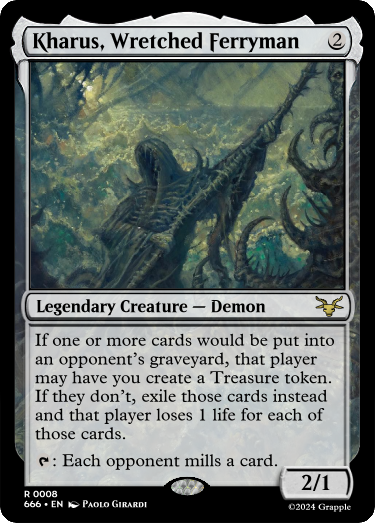 Kharus, Wretched Ferryman 2
Legendary Creature — Demon
If one or more cards would be put into
an opponent's graveyard, that player
may have you create a Treasure token.
If they don't, exile those cards instead
and that player loses 1 life for each of
those cards.
: Each opponent mills a card.
2/1
R 0008
666 • EN Paolo Girardi
©2024 Grapple